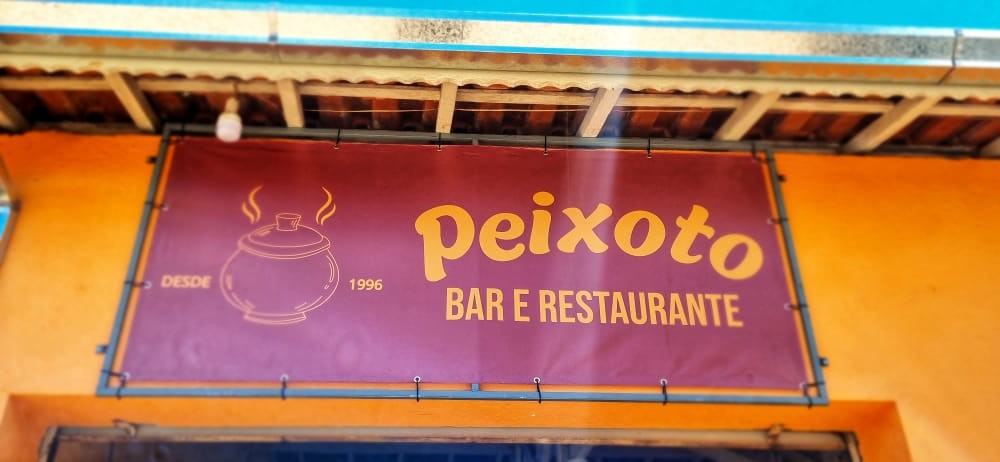 DESDE 1996
peixoto
BAR E RESTAURANTE